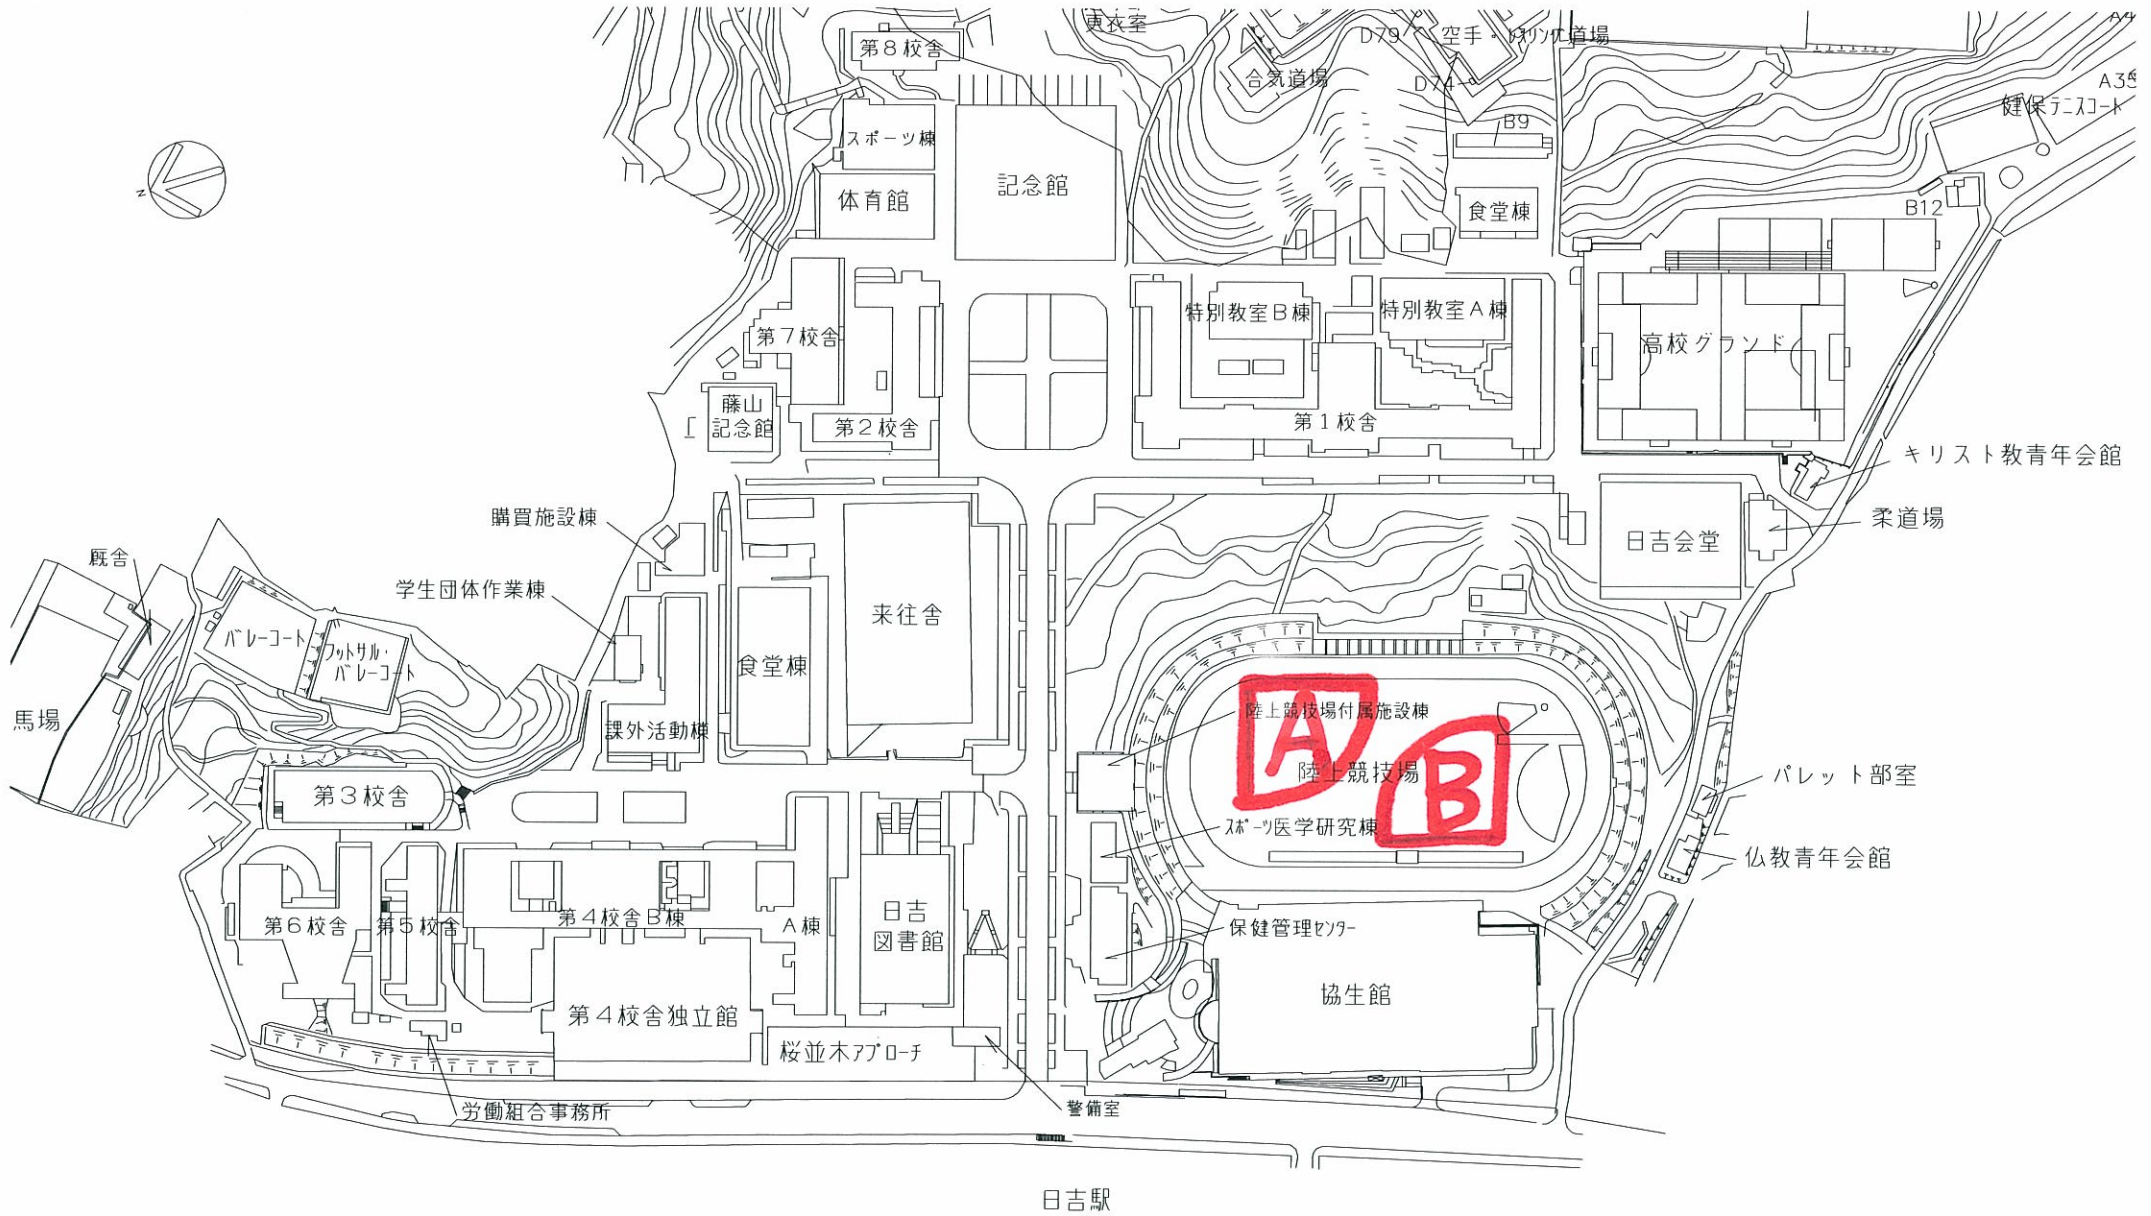 更衣室
第8校舎
D79
空手・レスリング道場
合気道場
D74
A35
健保テニスコート
B9
スポーツ棟
記念館
体育館
食堂棟
B12
N
特別教室B棟
特別教室A棟
第7校舎
高校グランド
藤山
記念館
第2校舎
第1校舎
キリスト教青年会館
購買施設棟
柔道場
日吉会堂
厩舎
学生団体作業棟
来往舎
バレーコート
フットサル・
バレーコート
食堂棟
馬場
課外活動棟
陸上競技場付属施設棟
A
陸上競技場
B
パレット部室
第3校舎
スポーツ医学研究棟
仏教青年会館
第6校舎
第5校舎
第4校舎B棟
A棟
日吉
図書館
保健管理センター
協生館
第4校舎独立館
桜並木アプローチ
労働組合事務所
警備室
日吉駅